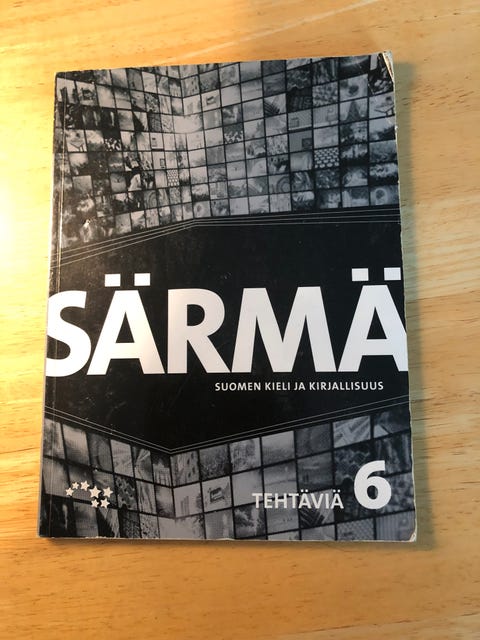 SÄRMÄ
SUOMEN KIELI JA KIRJALLISUUS
TEHTÄVIÄ 6